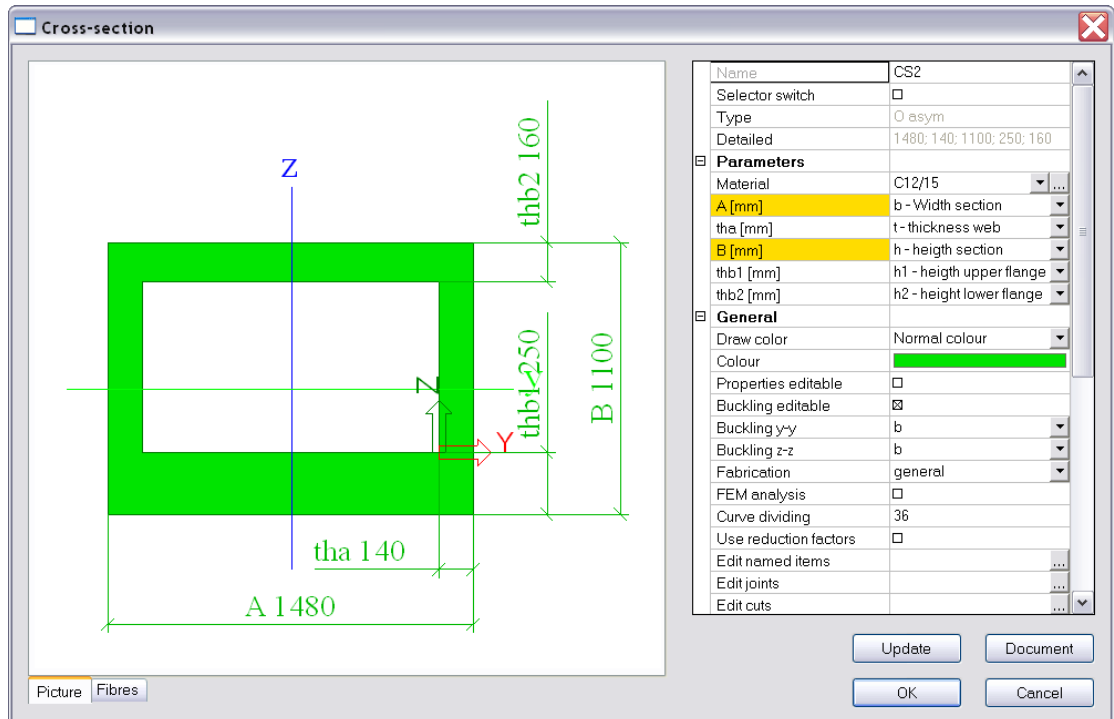 Cross-section
Z
thb2 160
thb1 250
B 1100
Z
Y
tha 140
A 1480
Picture Fibres
Name CS2
Selector switch
Type O asym
Detailed 1480; 140; 1100; 250; 160
Parameters
Material C12/15 ...
A [mm] b - Width section
tha [mm] t - thickness web
B [mm] h - heigth section
thb1 [mm] h1 - heigth upper flange
thb2 [mm] h2 - height lower flange
General
Draw color Normal colour
Colour
Properties editable
Buckling editable
Buckling y-y b
Buckling z-z b
Fabrication general
FEM analysis
Curve dividing 36
Use reduction factors
Edit named items ...
Edit joints ...
Edit cuts ...
Update Document
OK Cancel